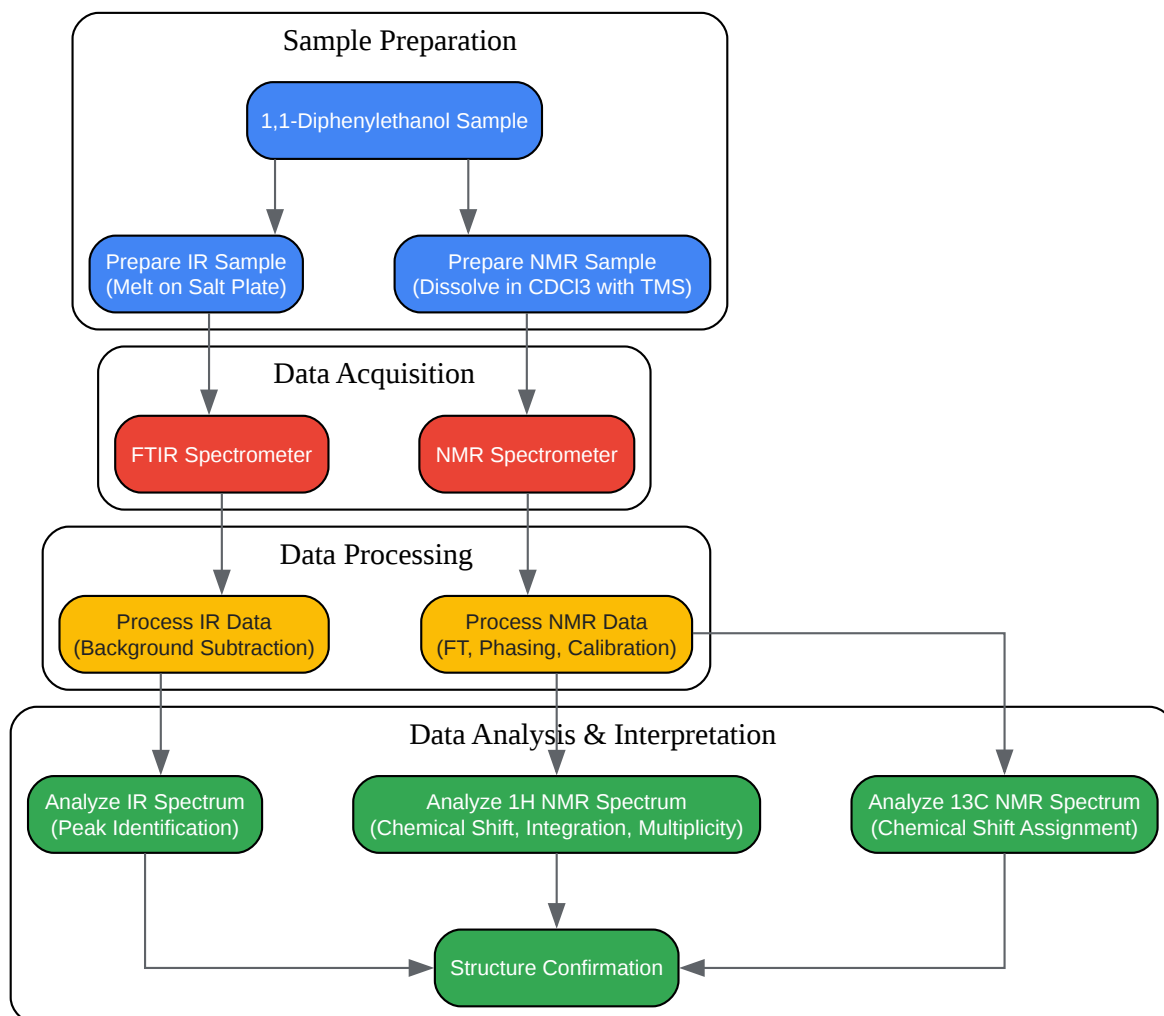 Sample Preparation
1,1-Diphenylethanol Sample
Prepare IR Sample
(Melt on Salt Plate)
Prepare NMR Sample
(Dissolve in CDCl3 with TMS)
Data Acquisition
FTIR Spectrometer
NMR Spectrometer
Data Processing
Process IR Data
(Background Subtraction)
Process NMR Data
(FT, Phasing, Calibration)
Data Analysis & Interpretation
Analyze IR Spectrum
(Peak Identification)
Analyze 1H NMR Spectrum
(Chemical Shift, Integration, Multiplicity)
Analyze 13C NMR Spectrum
(Chemical Shift Assignment)
Structure Confirmation